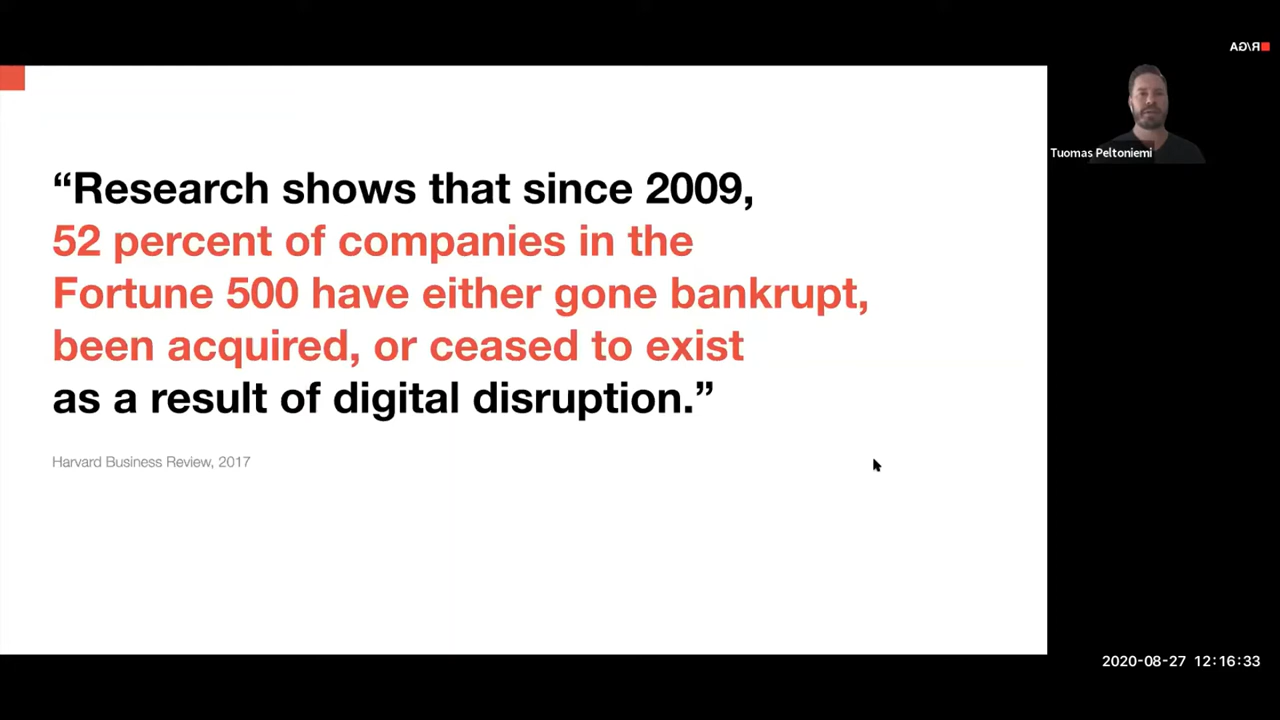 R/GA
“Research shows that since 2009,
52 percent of companies in the
Fortune 500 have either gone bankrupt,
been acquired, or ceased to exist
as a result of digital disruption.”
Harvard Business Review, 2017
Tuomas Peltoniemi
2020-08-27 12:16:33